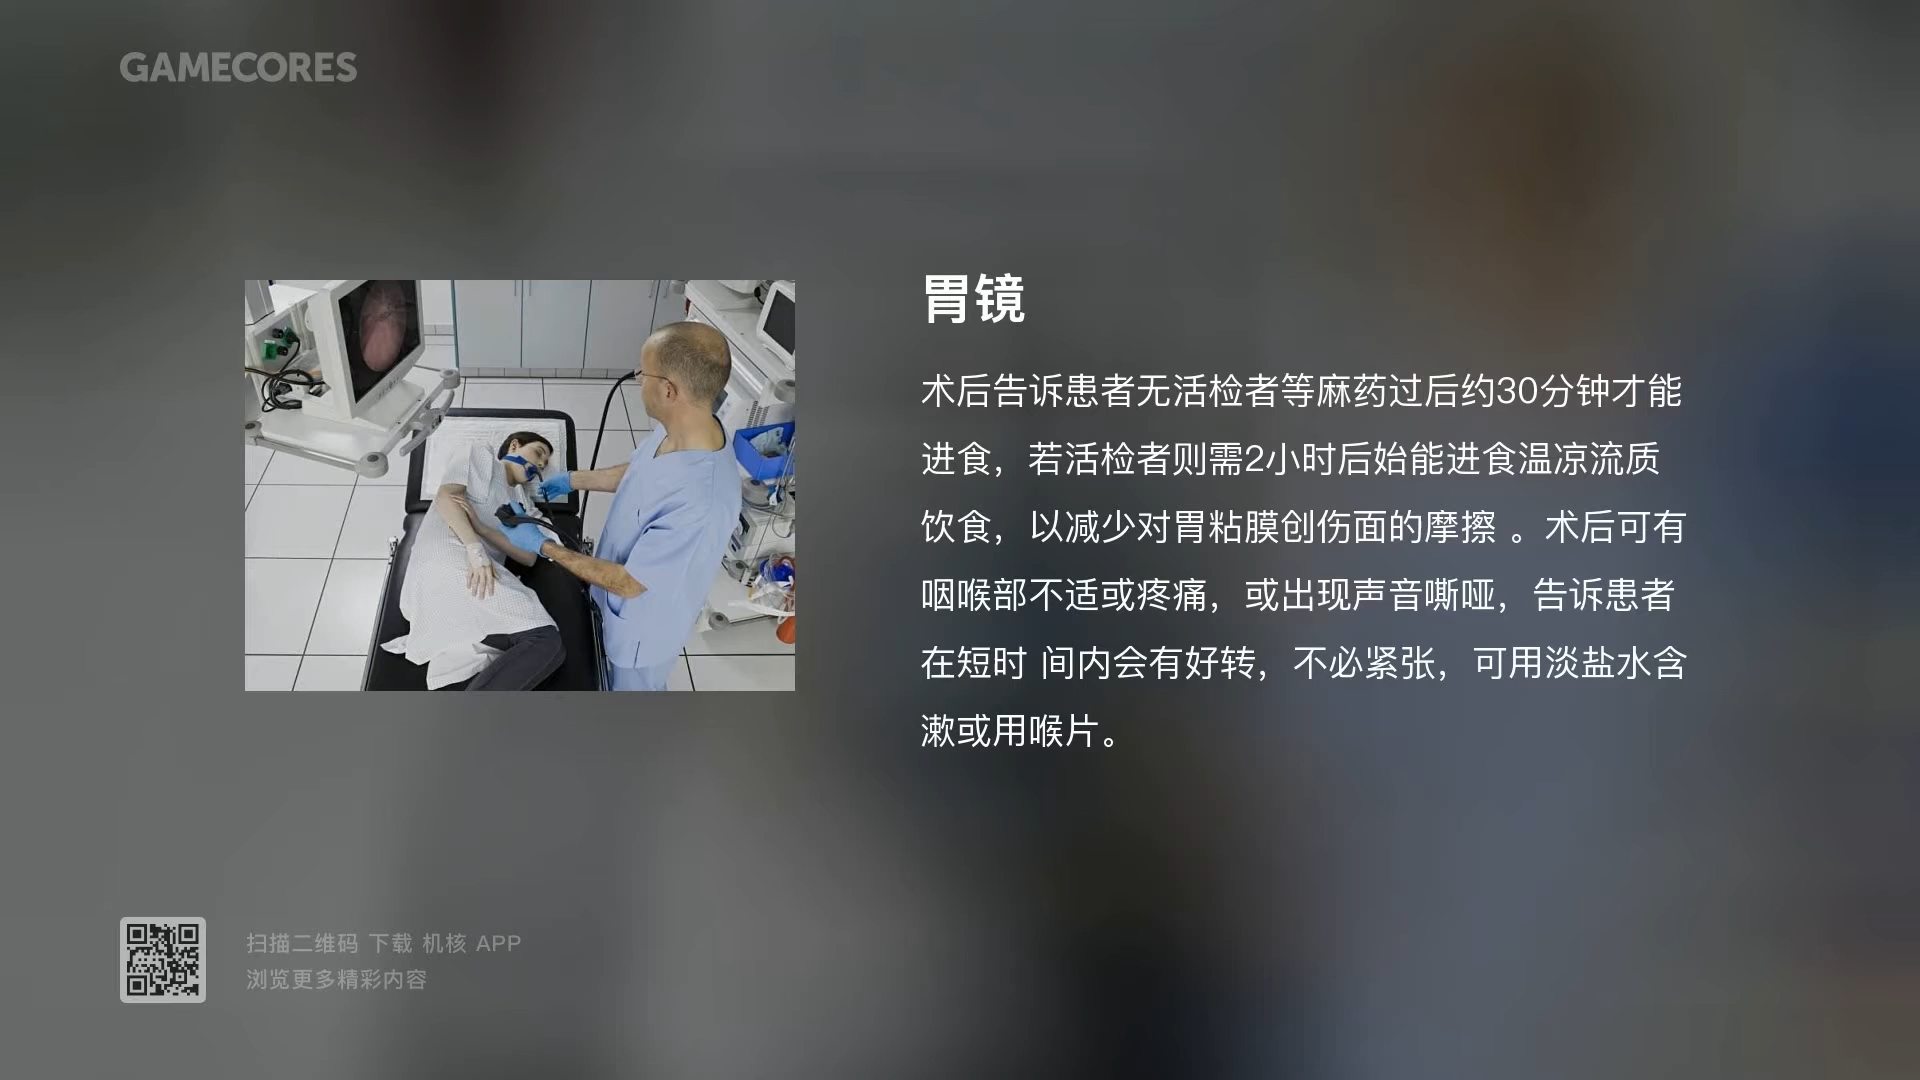 GAMECORES
胃镜
术后告诉患者无活检者等麻药过后约30分钟才能
进食，若活检者则需2小时后始能进食温凉流质
饮食，以减少对胃粘膜创伤面的摩擦 。术后可有
咽喉部不适或疼痛，或出现声音嘶哑，告诉患者
在短时 间内会有好转，不必紧张，可用淡盐水含
漱或用喉片。
扫描二维码 下载 机核 APP
浏览更多精彩内容